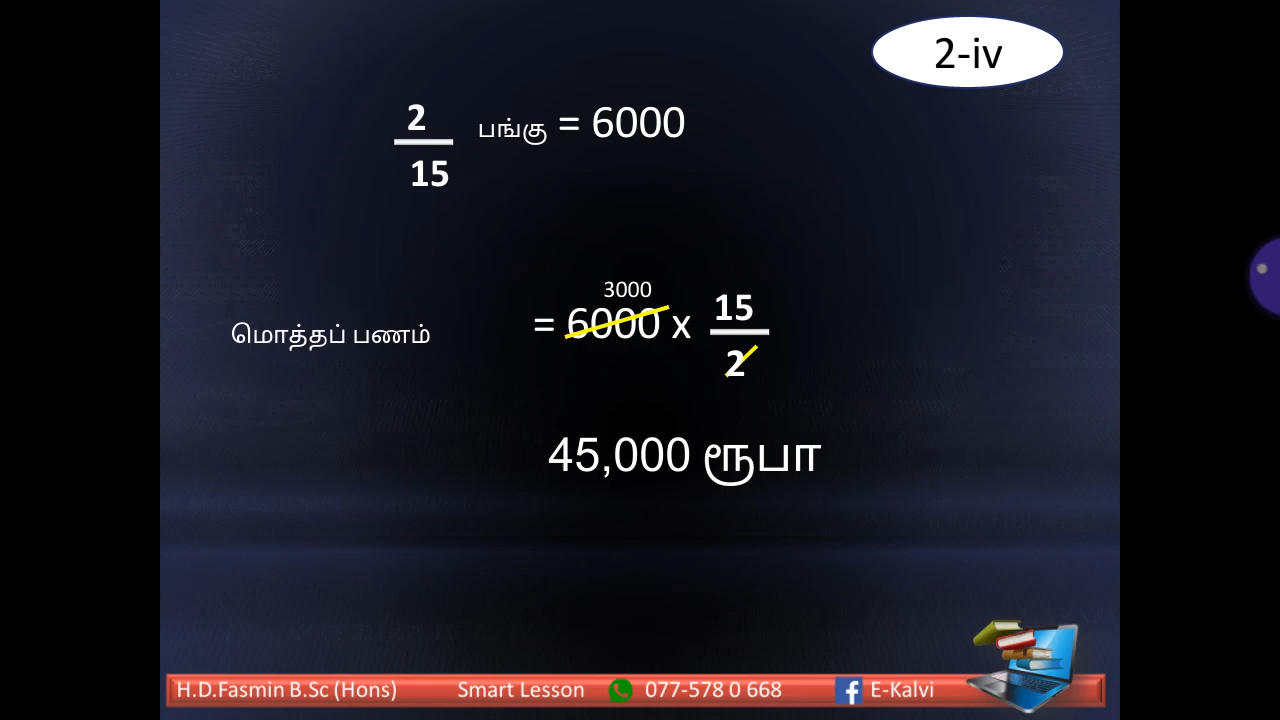 2-iv
2
பங்கு = 6000
15
3000
மொத்தப் பணம் = 6000 x 15
2
45,000 ரூபா
H.D.Fasmin B.Sc (Hons) Smart Lesson 077-578 0 668 E-Kalvi